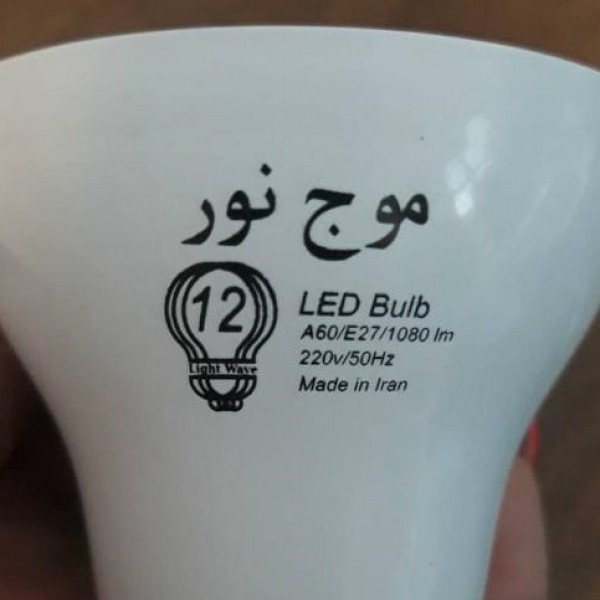 موج نور
12
Light Wave
LED Bulb
A60/E27/1080 lm
220v/50Hz
Made in Iran